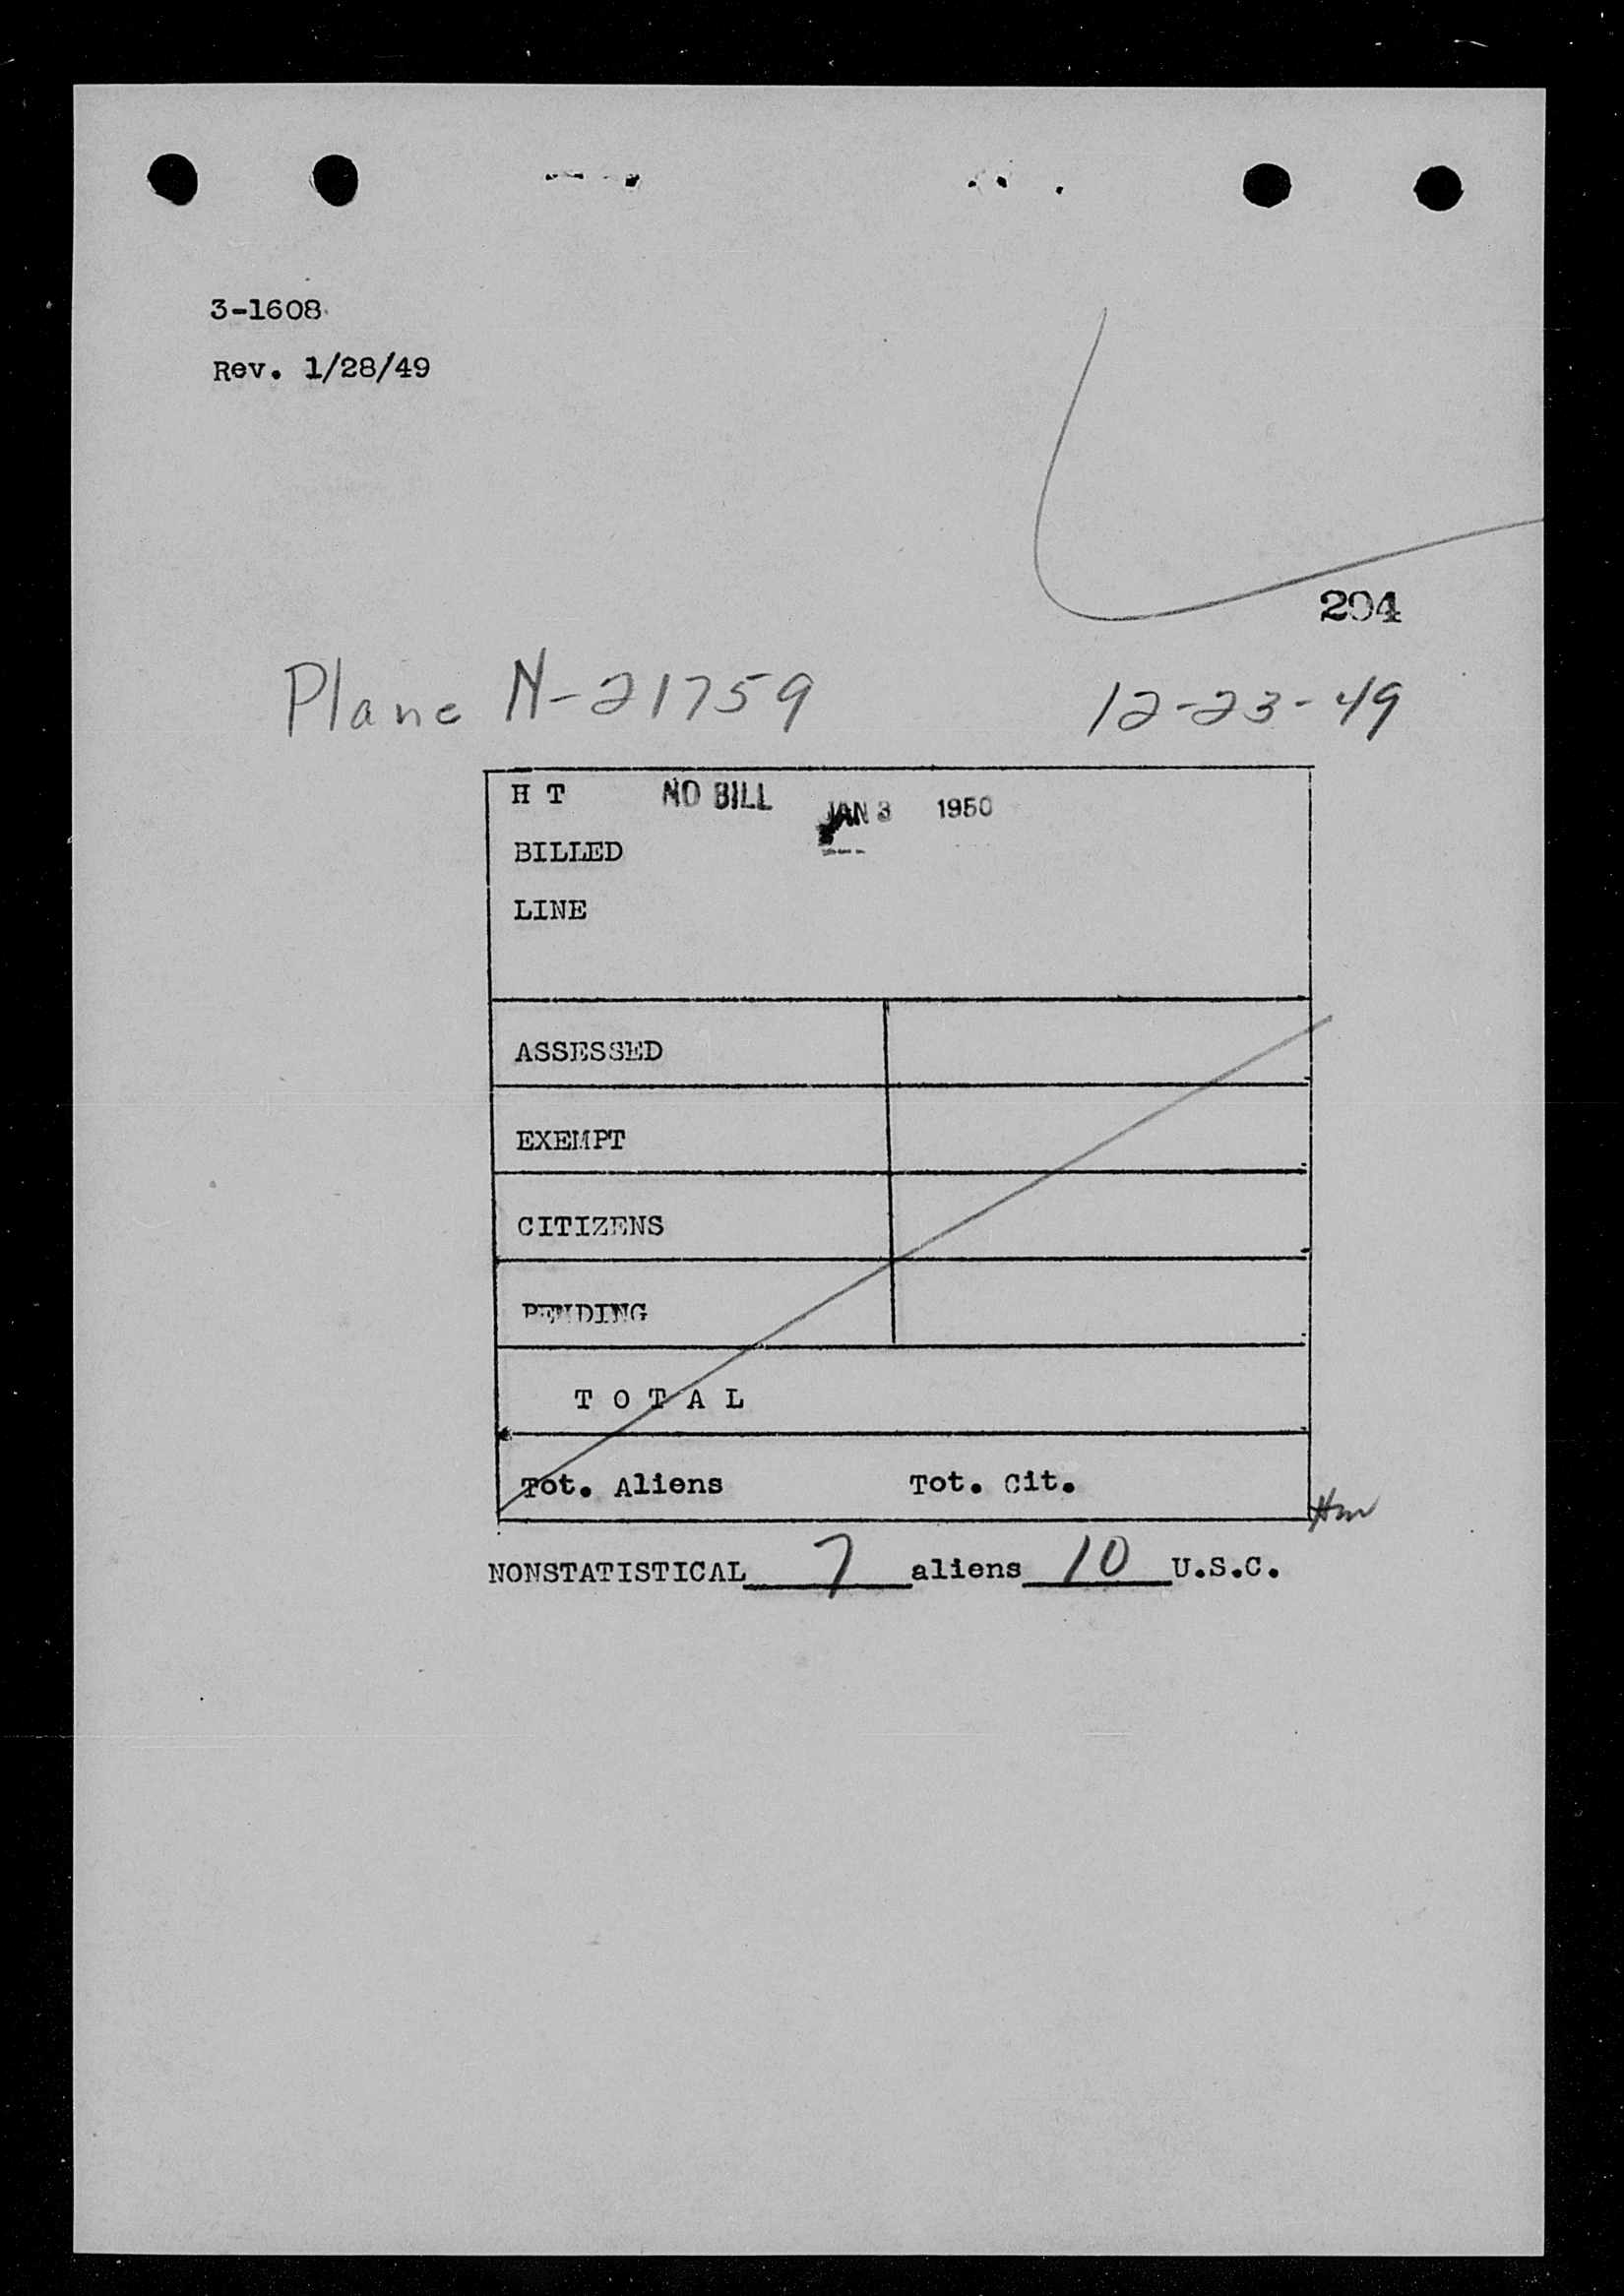 3-1608
Rev. 1/28/49
294
Plane N-21759 12-23-49
H T NO BILL JAN 3 1950
BILLED
LINE
ASSESSED
EXEMPT
CITIZENS
PENDING
T O T A L
Tot. Aliens Tot. Cit.
NONSTATISTICAL 7 aliens 10 U.S.C.